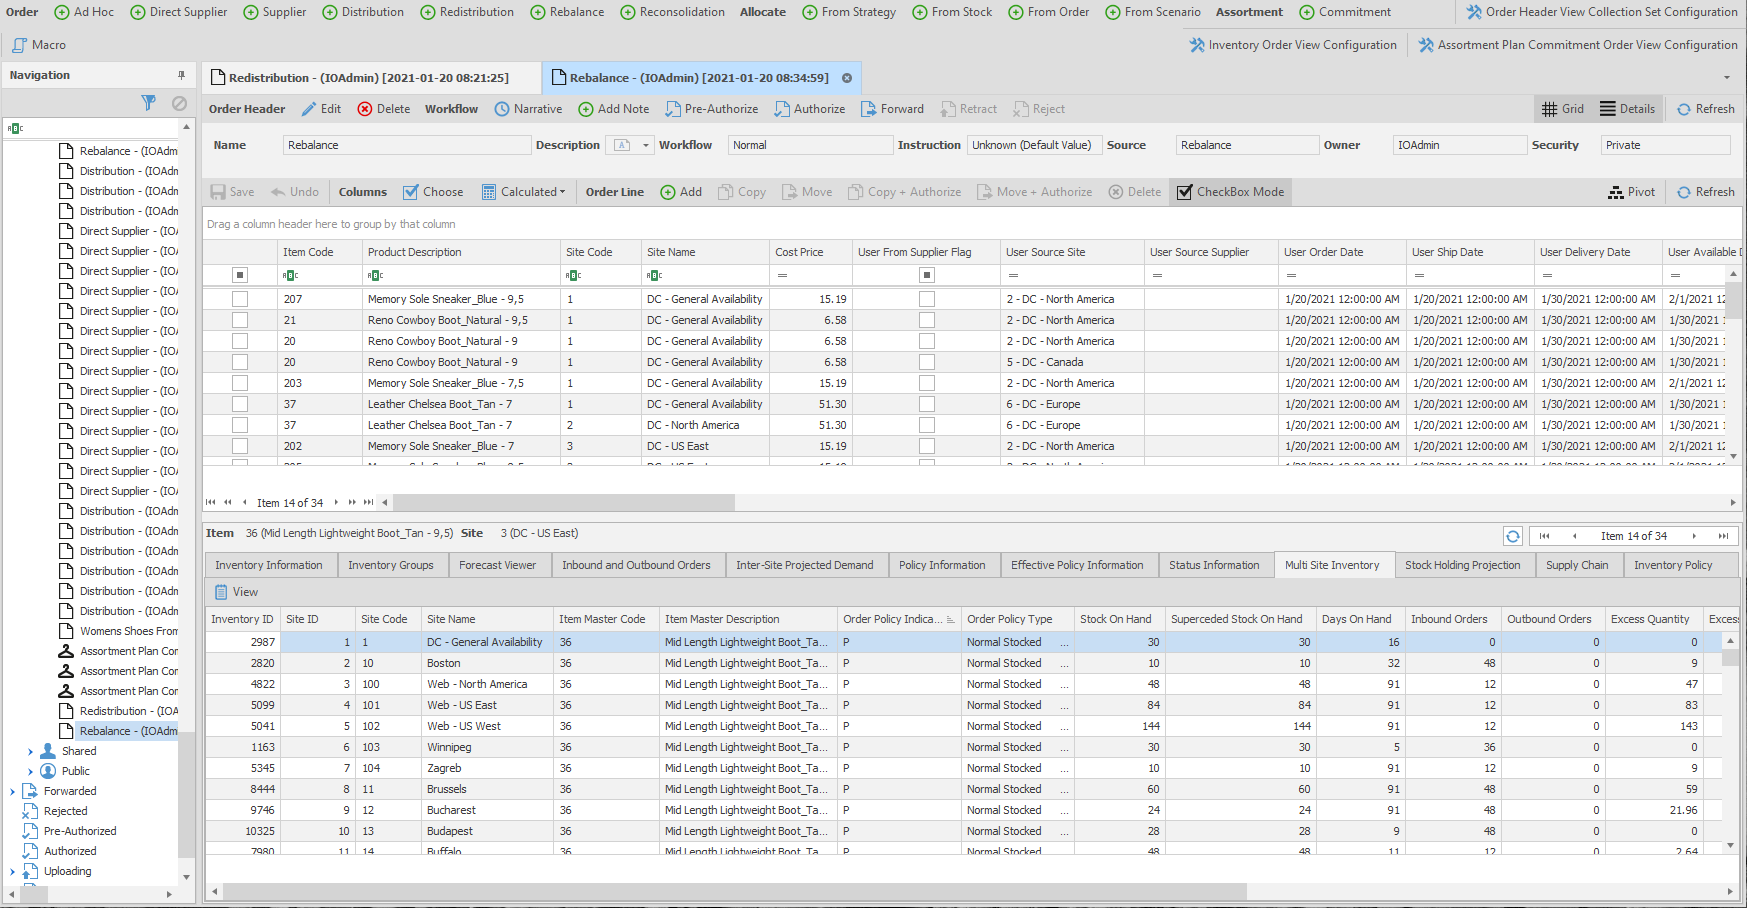 Order Ad Hoc Direct Supplier Supplier Distribution Redistribution Rebalance Reconsolidation Allocate From Strategy From Stock From Order From Scenario Assortment Commitment Order Header View Collection Set Configuration
Macro Inventory Order View Configuration Assortment Plan Commitment Order View Configuration
Navigation
Rebalance - (IOAdm
Distribution - (IOAdm
Distribution - (IOAdm
Distribution - (IOAdm
Direct Supplier - (IO
Direct Supplier - (IO
Direct Supplier - (IO
Direct Supplier - (IO
Direct Supplier - (IO
Direct Supplier - (IO
Direct Supplier - (IO
Direct Supplier - (IO
Direct Supplier - (IO
Direct Supplier - (IO
Direct Supplier - (IO
Direct Supplier - (IO
Direct Supplier - (IO
Direct Supplier - (IO
Distribution - (IOAdm
Distribution - (IOAdm
Distribution - (IOAdm
Distribution - (IOAdm
Distribution - (IOAdm
Distribution - (IOAdm
Womens Shoes From
Assortment Plan Cor
Assortment Plan Cor
Assortment Plan Cor
Redistribution - (IOA
Rebalance - (IOAdm
Shared
Public
Forwarded
Rejected
Pre-Authorized
Authorized
Uploading
Redistribution - (IOAdmin) [2021-01-20 08:21:25] Rebalance - (IOAdmin) [2021-01-20 08:34:59]
Order Header Edit Delete Workflow Narrative Add Note Pre-Authorize Authorize Forward Retract Reject Grid Details Refresh
Name Rebalance Description A Workflow Normal Instruction Unknown (Default Value) Source Rebalance Owner IOAdmin Security Private
Save Undo Columns Choose Calculated Order Line Add Copy Move Copy + Authorize Move + Authorize Delete CheckBox Mode Pivot Refresh
Drag a column header here to group by that column
Item Code Product Description Site Code Site Name Cost Price User From Supplier Flag User Source Site User Source Supplier User Order Date User Ship Date User Delivery Date User Available D
207 Memory Sole Sneaker_Blue - 9,5 1 DC - General Availability 15.19 2 - DC - North America 1/20/2021 12:00:00 AM 1/20/2021 12:00:00 AM 1/30/2021 12:00:00 AM 2/1/2021 12
21 Reno Cowboy Boot_Natural - 9,5 1 DC - General Availability 6.58 2 - DC - North America 1/20/2021 12:00:00 AM 1/20/2021 12:00:00 AM 1/30/2021 12:00:00 AM 1/30/2021 1
20 Reno Cowboy Boot_Natural - 9 1 DC - General Availability 6.58 2 - DC - North America 1/20/2021 12:00:00 AM 1/20/2021 12:00:00 AM 1/30/2021 12:00:00 AM 1/30/2021 1
20 Reno Cowboy Boot_Natural - 9 1 DC - General Availability 6.58 5 - DC - Canada 1/20/2021 12:00:00 AM 1/20/2021 12:00:00 AM 1/30/2021 12:00:00 AM 1/30/2021 1
203 Memory Sole Sneaker_Blue - 7,5 1 DC - General Availability 15.19 2 - DC - North America 1/20/2021 12:00:00 AM 1/20/2021 12:00:00 AM 1/30/2021 12:00:00 AM 2/1/2021 12
37 Leather Chelsea Boot_Tan - 7 1 DC - General Availability 51.30 6 - DC - Europe 1/20/2021 12:00:00 AM 1/20/2021 12:00:00 AM 1/30/2021 12:00:00 AM 1/30/2021 1
37 Leather Chelsea Boot_Tan - 7 2 DC - North America 51.30 6 - DC - Europe 1/20/2021 12:00:00 AM 1/20/2021 12:00:00 AM 1/30/2021 12:00:00 AM 1/30/2021 1
202 Memory Sole Sneaker_Blue - 7 3 DC - US East 15.19 2 - DC - North America 1/20/2021 12:00:00 AM 1/20/2021 12:00:00 AM 1/30/2021 12:00:00 AM 2/1/2021 12
Item 14 of 34
Item 36 (Mid Length Lightweight Boot_Tan - 9,5) Site 3 (DC - US East) Item 14 of 34
Inventory Information Inventory Groups Forecast Viewer Inbound and Outbound Orders Inter-Site Projected Demand Policy Information Effective Policy Information Status Information Multi Site Inventory Stock Holding Projection Supply Chain Inventory Policy
View
Inventory ID Site ID Site Code Site Name Item Master Code Item Master Description Order Policy Indica... Order Policy Type Stock On Hand Superceded Stock On Hand Days On Hand Inbound Orders Outbound Orders Excess Quantity Exces
2987 1 1 DC - General Availability 36 Mid Length Lightweight Boot_Ta... P Normal Stocked ... 30 30 16 0 0 0
2820 2 10 Boston 36 Mid Length Lightweight Boot_Ta... P Normal Stocked ... 10 10 32 48 0 9
4822 3 100 Web - North America 36 Mid Length Lightweight Boot_Ta... P Normal Stocked ... 48 48 91 12 0 47
5099 4 101 Web - US East 36 Mid Length Lightweight Boot_Ta... P Normal Stocked ... 84 84 91 12 0 83
5041 5 102 Web - US West 36 Mid Length Lightweight Boot_Ta... P Normal Stocked ... 144 144 91 12 0 143
1163 6 103 Winnipeg 36 Mid Length Lightweight Boot_Ta... P Normal Stocked ... 30 30 5 36 0 0
5345 7 104 Zagreb 36 Mid Length Lightweight Boot_Ta... P Normal Stocked ... 10 10 91 12 0 9
8444 8 11 Brussels 36 Mid Length Lightweight Boot_Ta... P Normal Stocked ... 60 60 91 48 0 59
9746 9 12 Bucharest 36 Mid Length Lightweight Boot_Ta... P Normal Stocked ... 24 24 91 48 0 21.96
10325 10 13 Budapest 36 Mid Length Lightweight Boot_Ta... P Normal Stocked ... 28 28 9 48 0 0
7980 11 14 Buffalo 36 Mid Length Lightweight Boot_Ta... P Normal Stocked ... 48 48 11 12 0 2.64